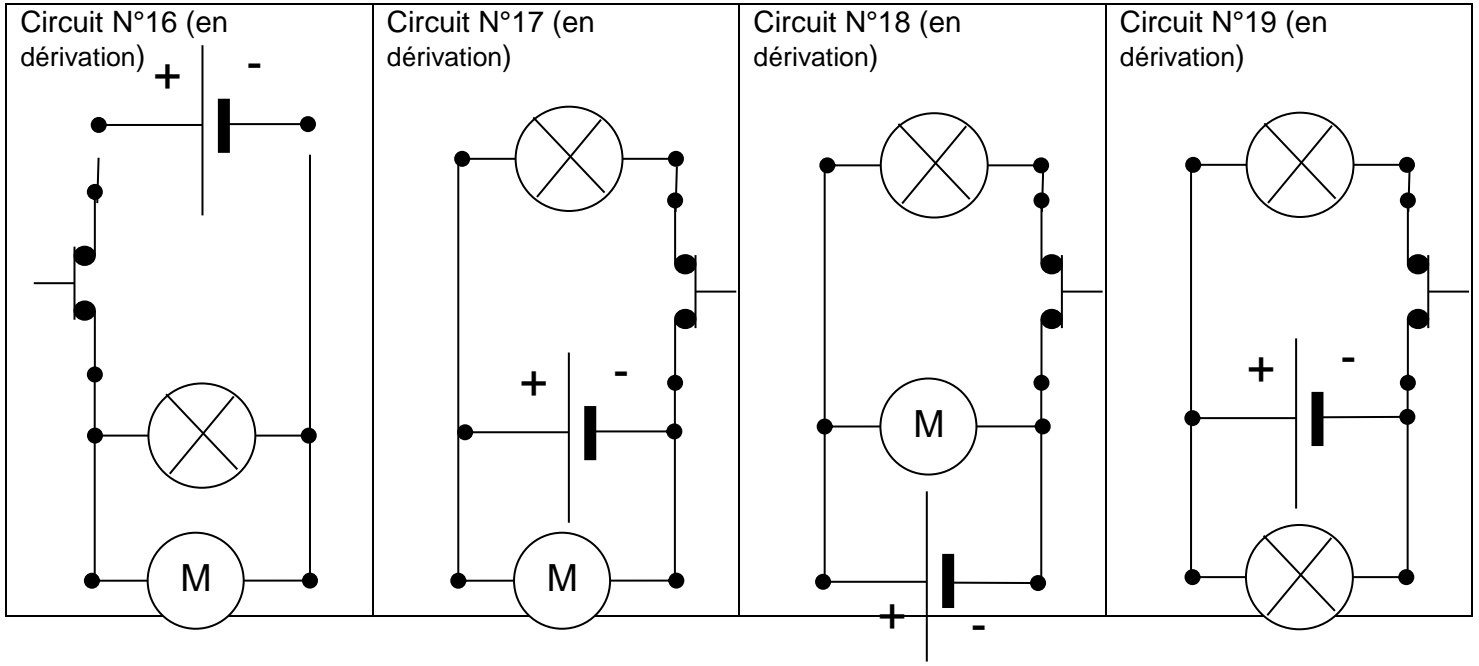 Circuit N°16 (en
dérivation)
+ -
M
Circuit N°17 (en
dérivation)
+ -
M
Circuit N°18 (en
dérivation)
M
+ -
Circuit N°19 (en
dérivation)
+ -